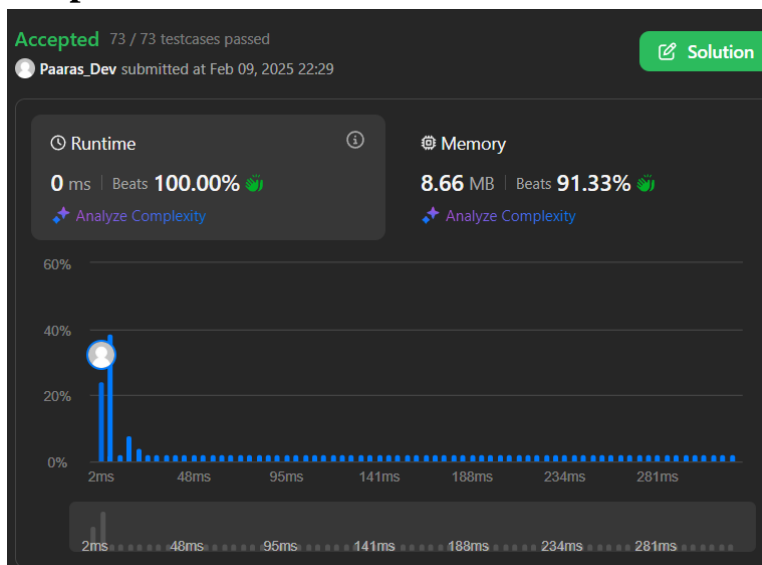 Accepted 73 / 73 testcases passed
Solution
Paaras_Dev submitted at Feb 09, 2025 22:29
Runtime
Memory
0 ms | Beats 100.00%
8.66 MB | Beats 91.33%
Analyze Complexity
Analyze Complexity
60%
40%
20%
0%
2ms 48ms 95ms 141ms 188ms 234ms 281ms
2ms 48ms 95ms 141ms 188ms 234ms 281ms